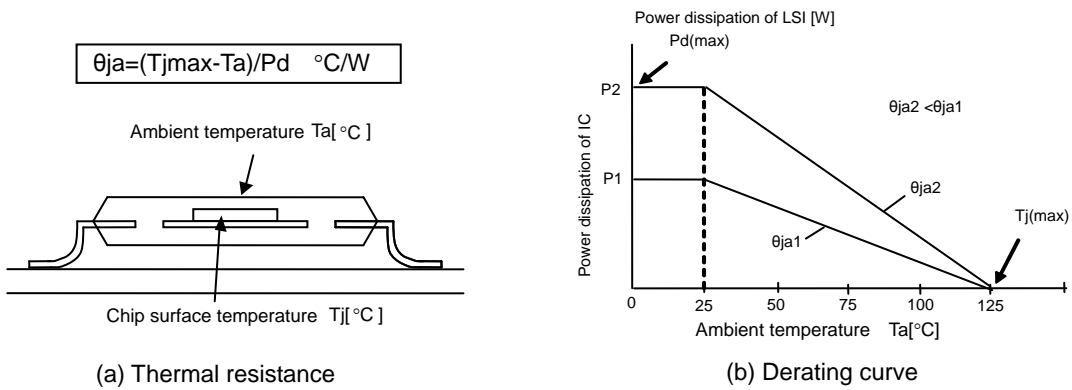 θja=(Tjmax-Ta)/Pd °C/W
Ambient temperature Ta[°C]
Chip surface temperature Tj[°C]
(a) Thermal resistance
Power dissipation of LSI [W]
Pd(max)
P2
θja2 <θja1
Power dissipation of IC
P1
θja2
Tj(max)
θja1
0 25 50 75 100 125
Ambient temperature Ta[°C]
(b) Derating curve